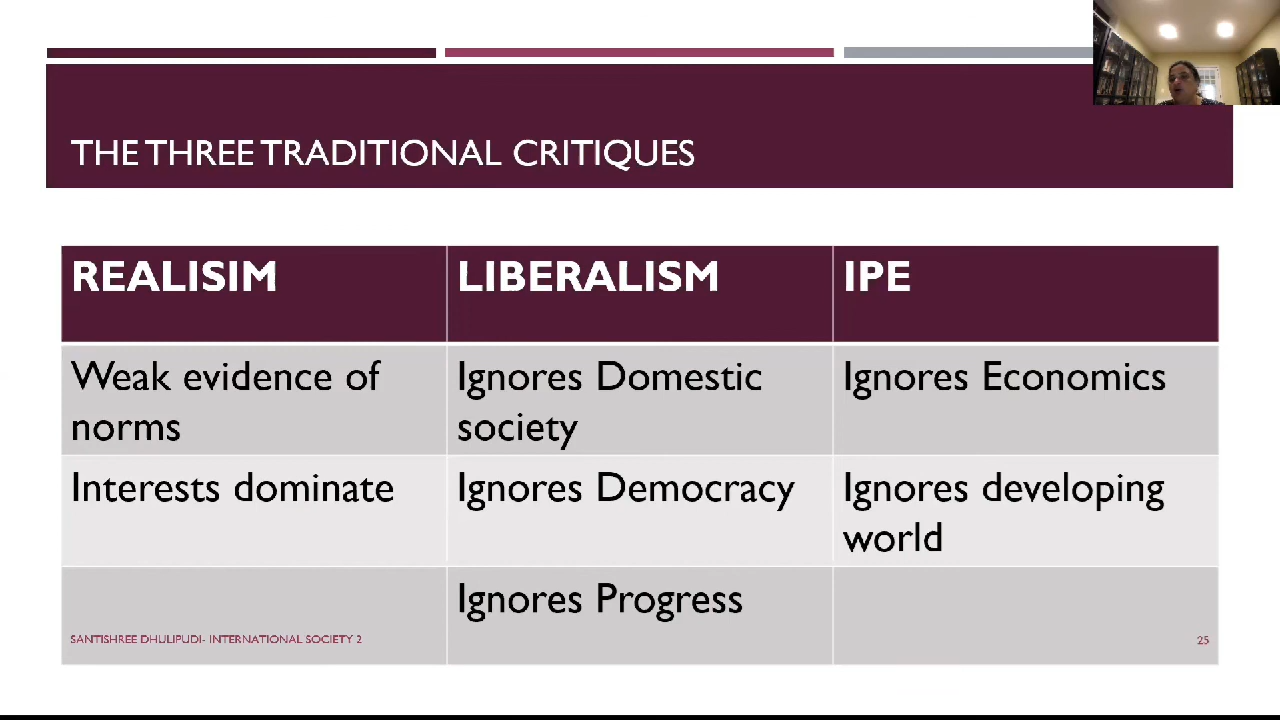 THE THREE TRADITIONAL CRITIQUES
REALISIM
LIBERALISM
IPE
Weak evidence of
norms
Ignores Domestic
society
Ignores Economics
Interests dominate
Ignores Democracy
Ignores developing
world
Ignores Progress
SANTISHREE DHULIPUDI- INTERNATIONAL SOCIETY 2
25